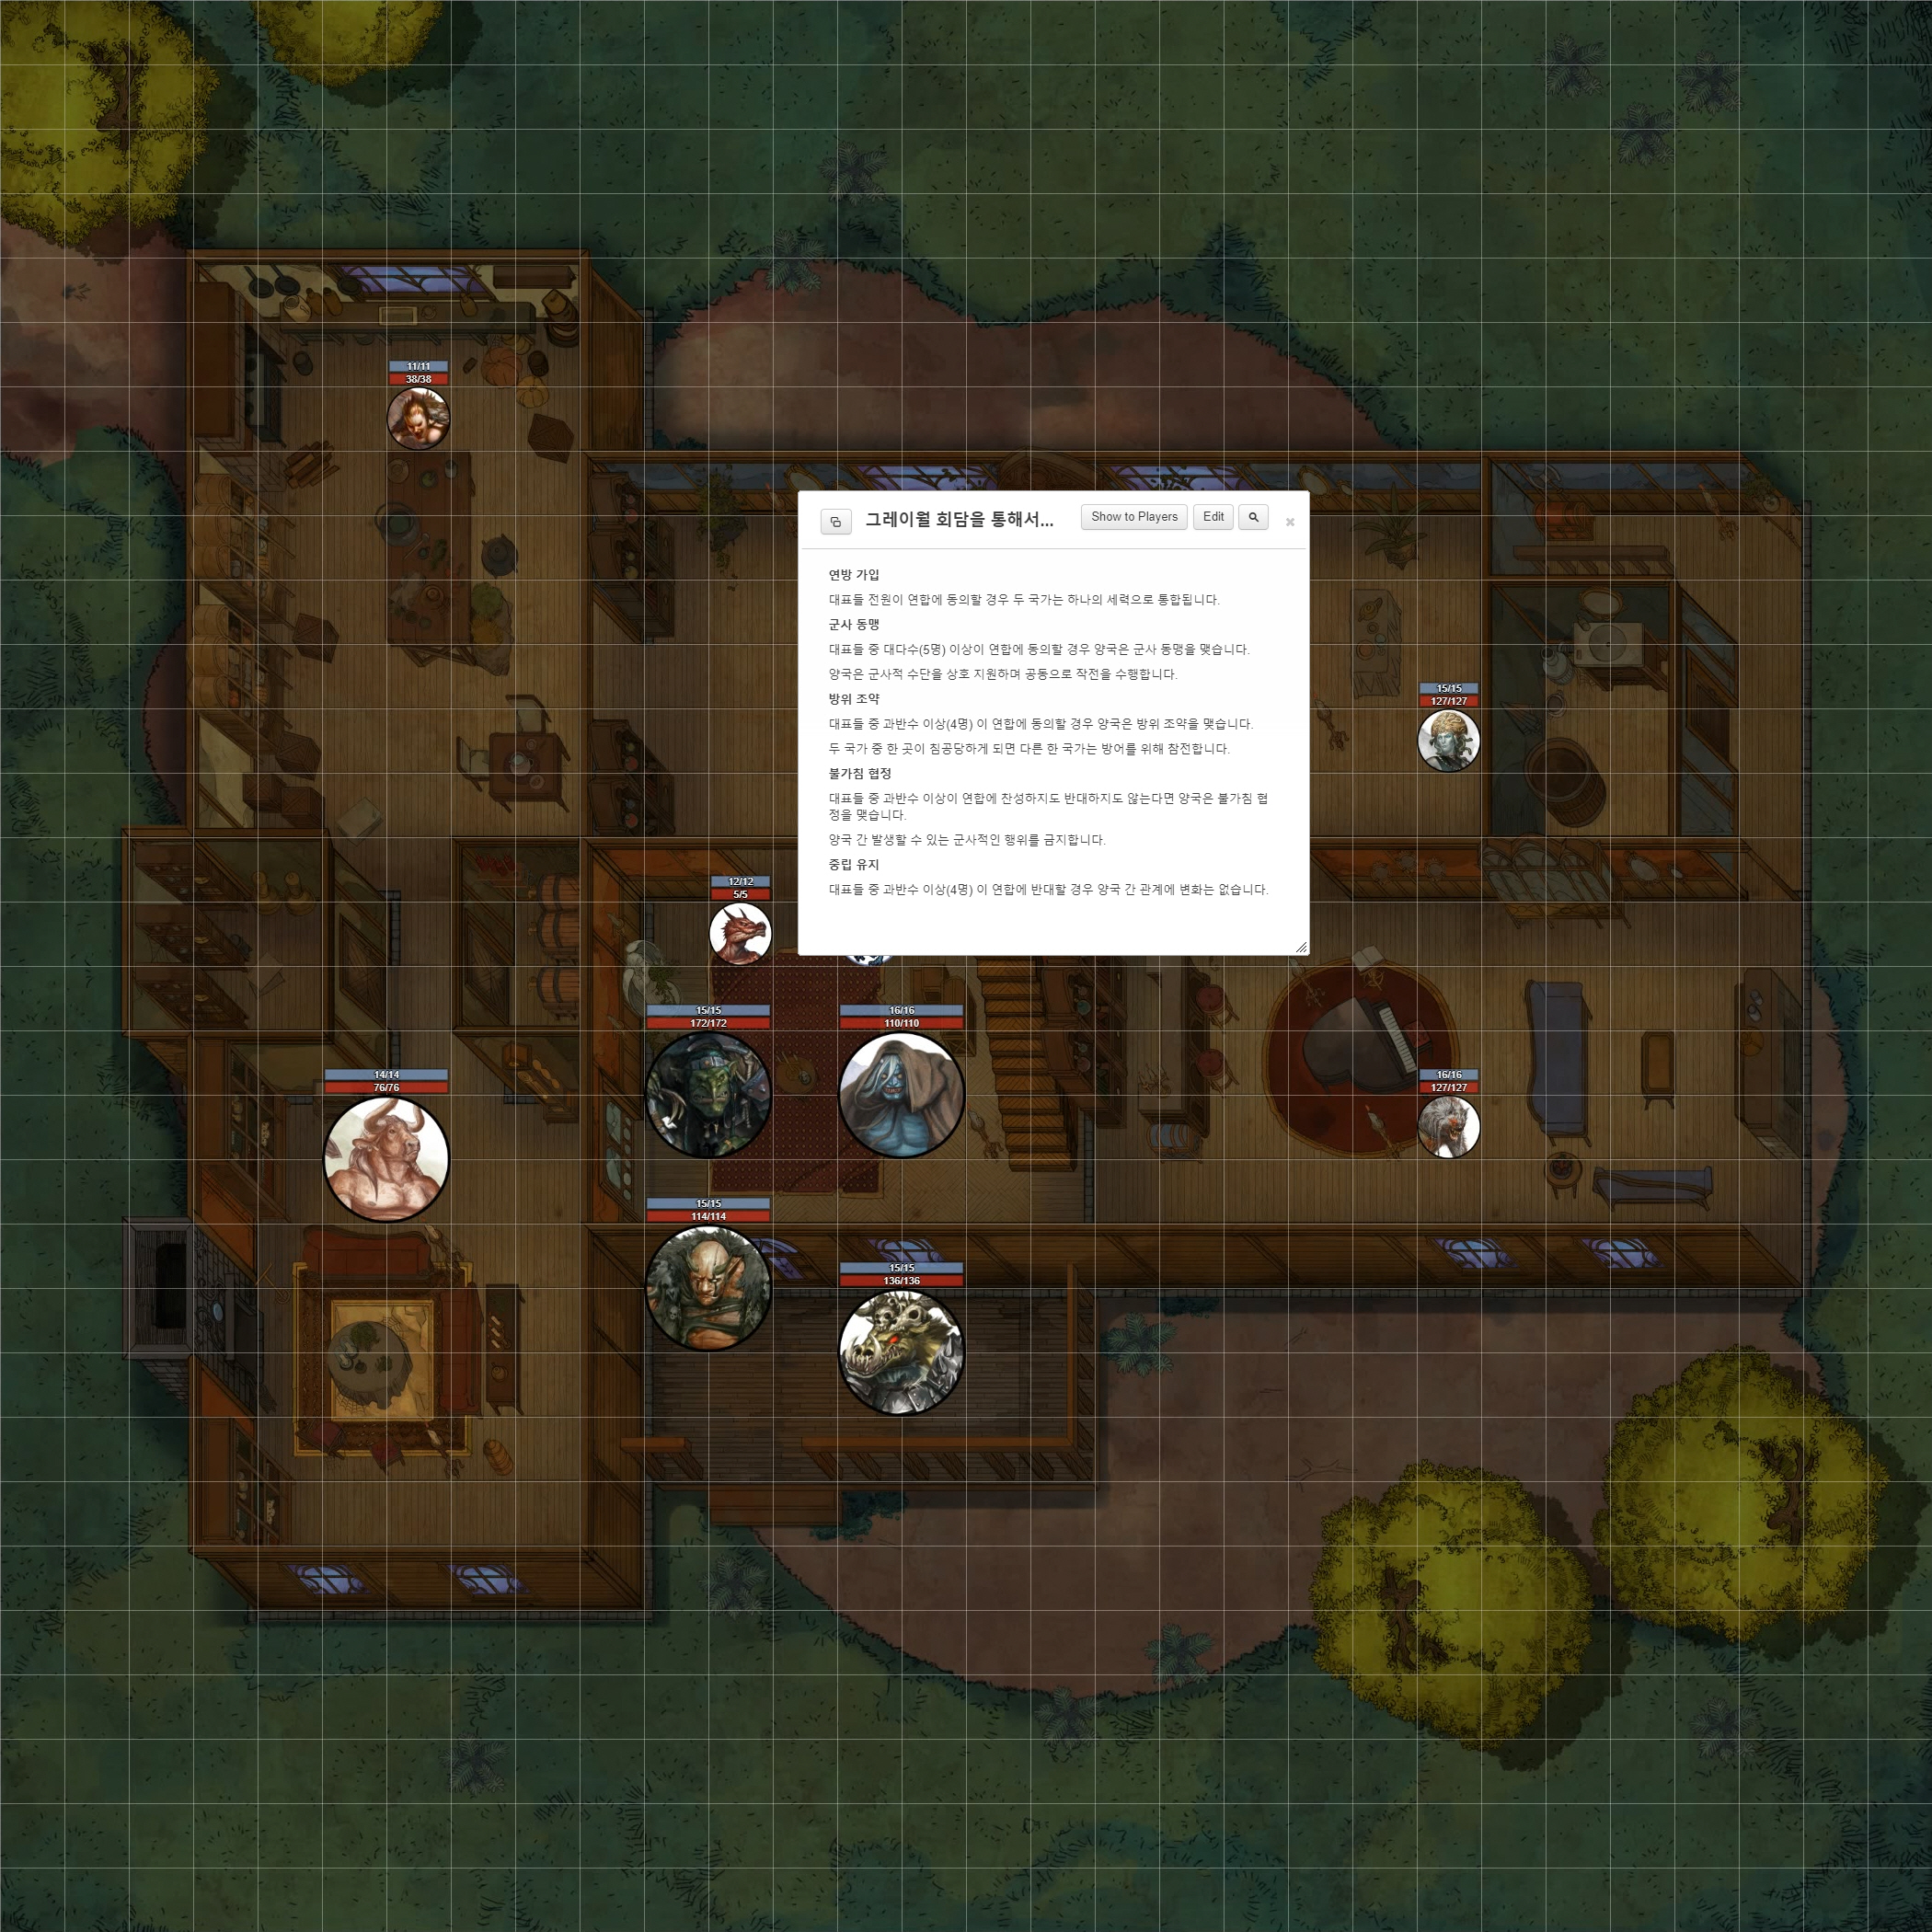 11/11
38/38
그레이월 회담을 통해서...
Show to Players
Edit
연방 가입
대표들 전원이 연합에 동의할 경우 두 국가는 하나의 세력으로 통합됩니다.
군사 동맹
대표들 중 대다수(5명) 이상이 연합에 동의할 경우 양국은 군사 동맹을 맺습니다.
양국은 군사적 수단을 상호 지원하며 공동으로 작전을 수행합니다.
방위 조약
대표들 중 과반수 이상(4명) 이 연합에 동의할 경우 양국은 방위 조약을 맺습니다.
두 국가 중 한 곳이 침공당하게 되면 다른 한 국가는 방어를 위해 참전합니다.
불가침 협정
대표들 중 과반수 이상이 연합에 찬성하지도 반대하지도 않는다면 양국은 불가침 협
정을 맺습니다.
양국 간 발생할 수 있는 군사적인 행위를 금지합니다.
중립 유지
대표들 중 과반수 이상(4명) 이 연합에 반대할 경우 양국 간 관계에 변화는 없습니다.
15/15
127/127
12/12
5/5
15/15
172/172
16/16
110/110
14/14
76/76
16/16
127/127
15/15
114/114
15/15
136/136